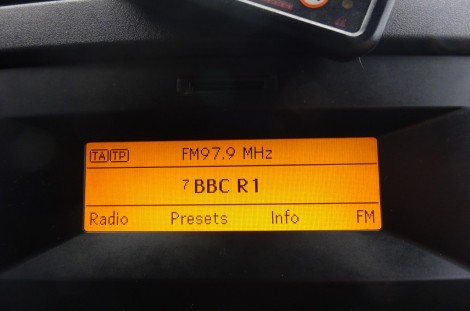 TA TP FM97.9 MHz
7 BBC R1
Radio Presets Info FM